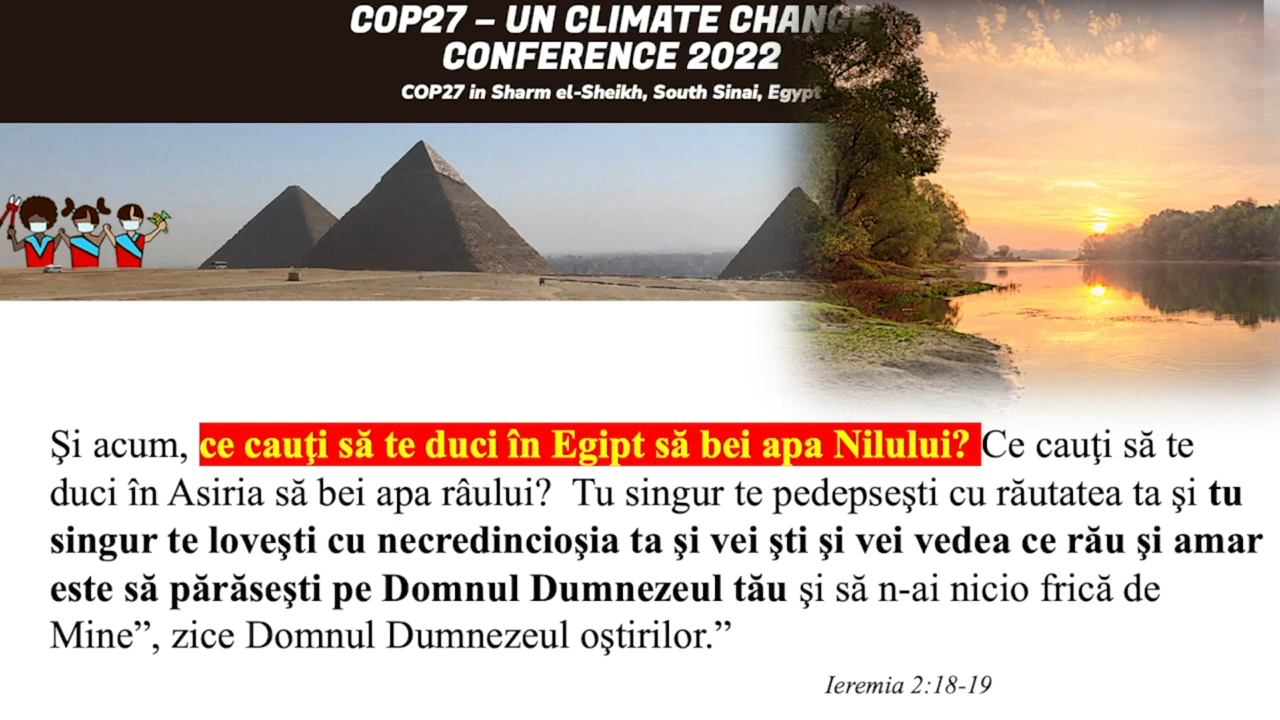 COP27 – UN CLIMATE CHANGE
CONFERENCE 2022
COP27 in Sharm el-Sheikh, South Sinai, Egypt
Şi acum, ce cauţi să te duci în Egipt să bei apa Nilului? Ce cauţi să te
duci în Asiria să bei apa râului? Tu singur te pedepseşti cu răutatea ta şi tu
singur te loveşti cu necredincioşia ta şi vei şti şi vei vedea ce rău şi amar
este să părăseşti pe Domnul Dumnezeul tău şi să n-ai nicio frică de
Mine”, zice Domnul Dumnezeul oştirilor.”
Ieremia 2:18-19